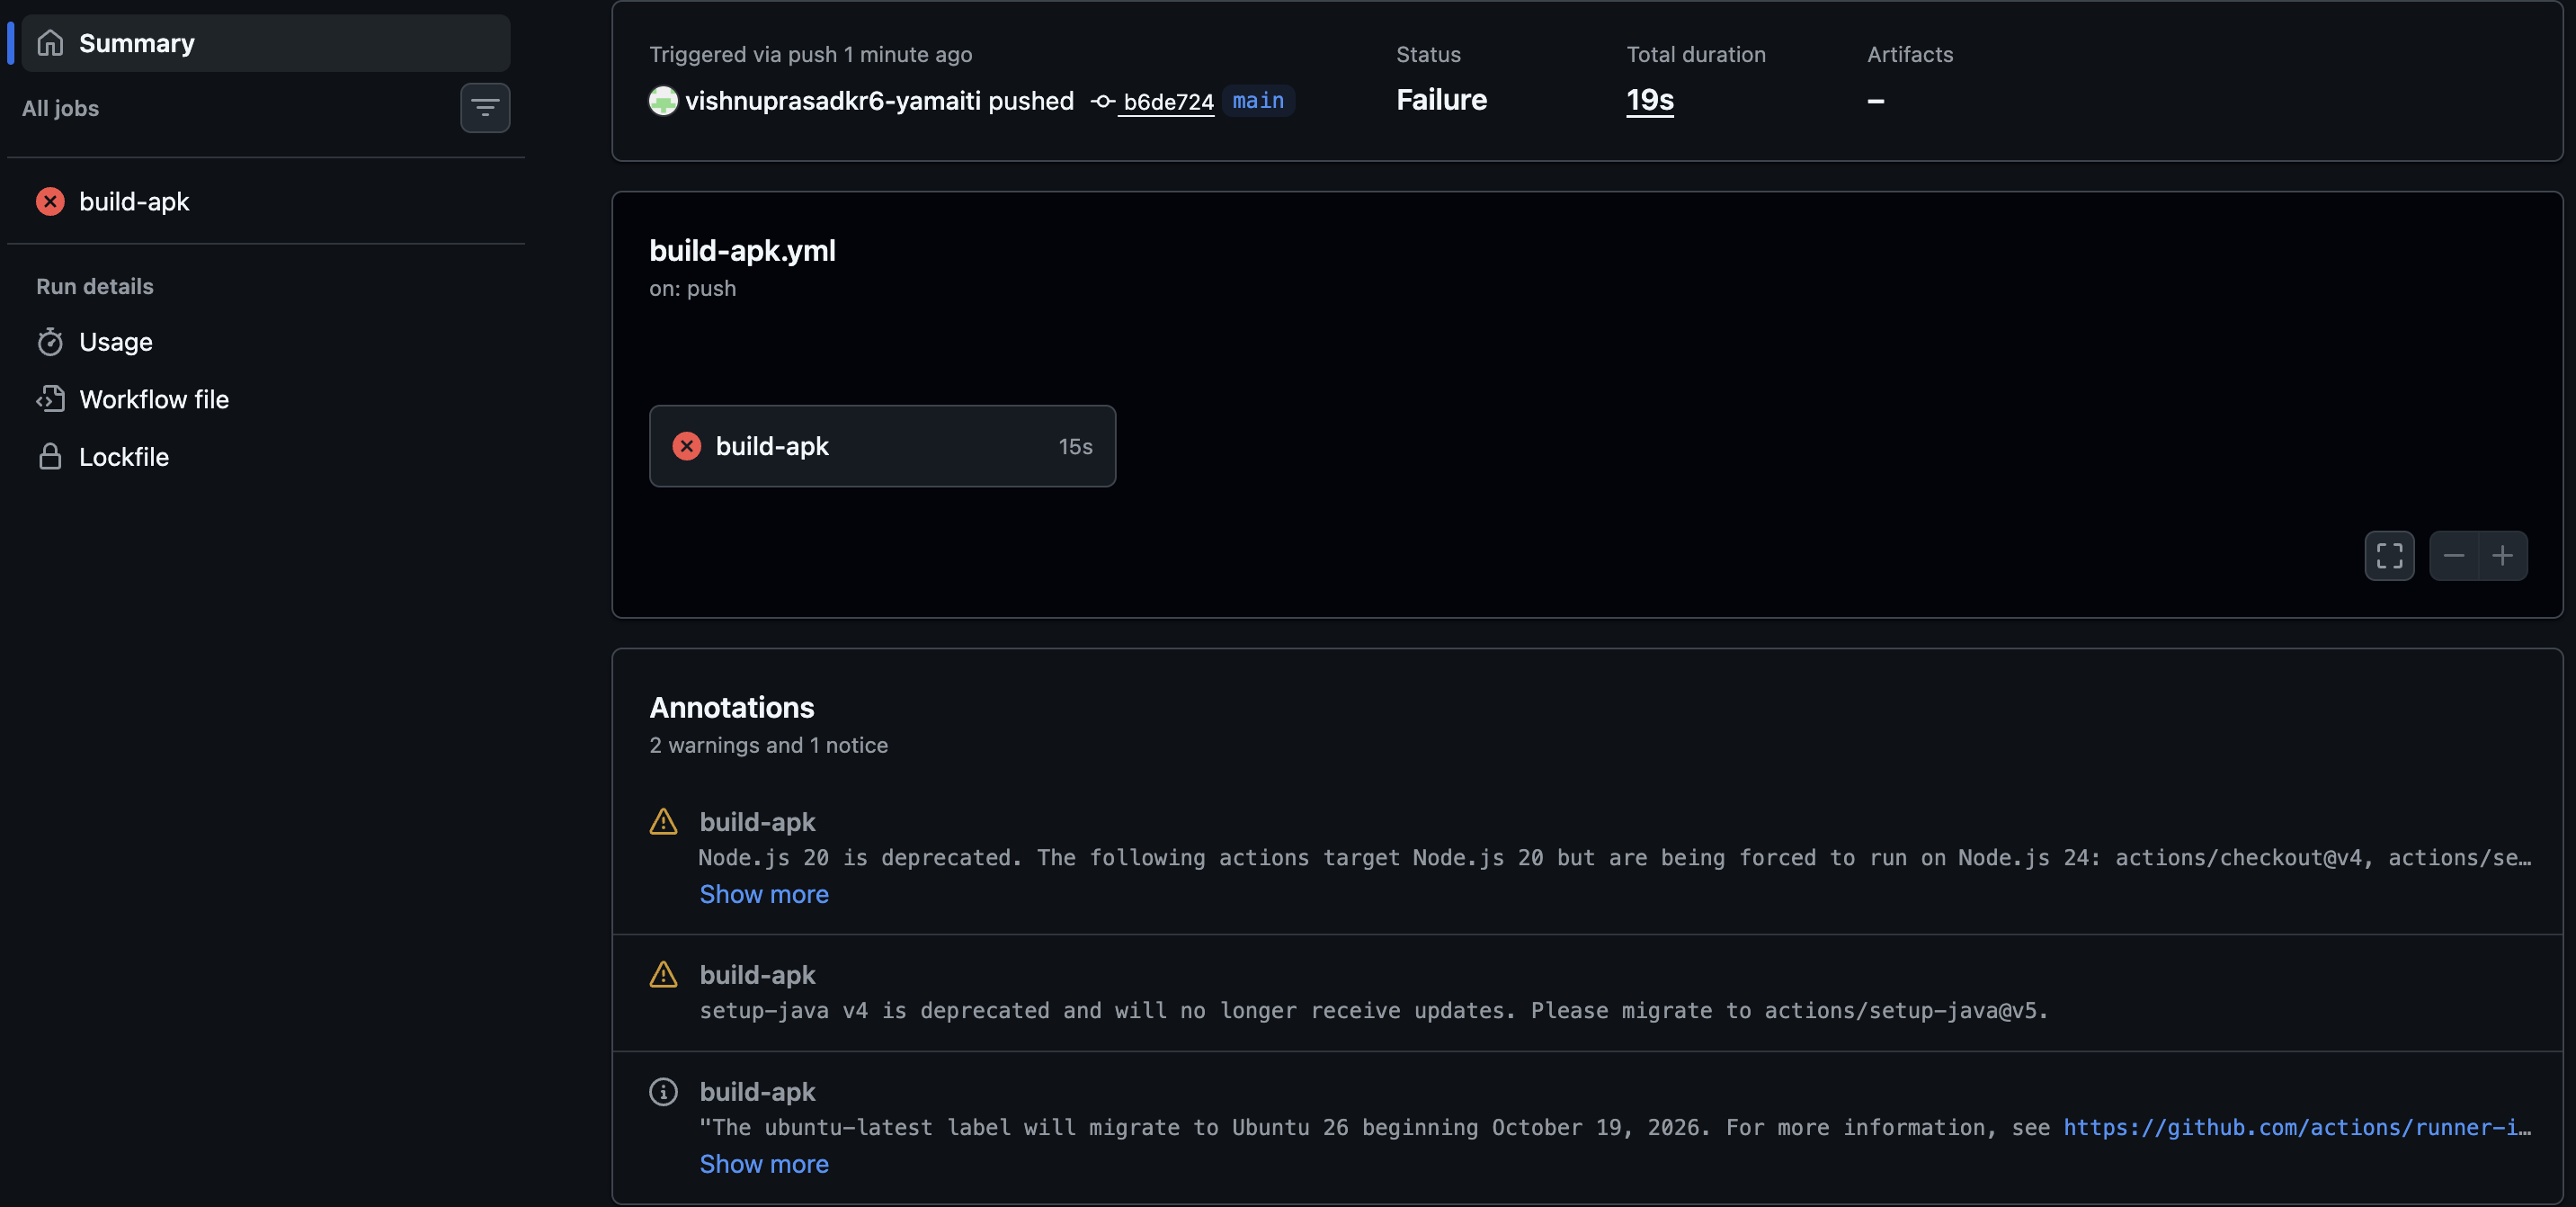 Summary
All jobs
build-apk
Run details
Usage
Workflow file
Lockfile
Triggered via push 1 minute ago
vishnuprasadkr6-yamaiti pushed b6de724 main
Status
Failure
Total duration
19s
Artifacts
–
build-apk.yml
on: push
build-apk 15s
Annotations
2 warnings and 1 notice
build-apk
Node.js 20 is deprecated. The following actions target Node.js 20 but are being forced to run on Node.js 24: actions/checkout@v4, actions/se…
Show more
build-apk
setup-java v4 is deprecated and will no longer receive updates. Please migrate to actions/setup-java@v5.
build-apk
"The ubuntu-latest label will migrate to Ubuntu 26 beginning October 19, 2026. For more information, see https://github.com/actions/runner-i…
Show more